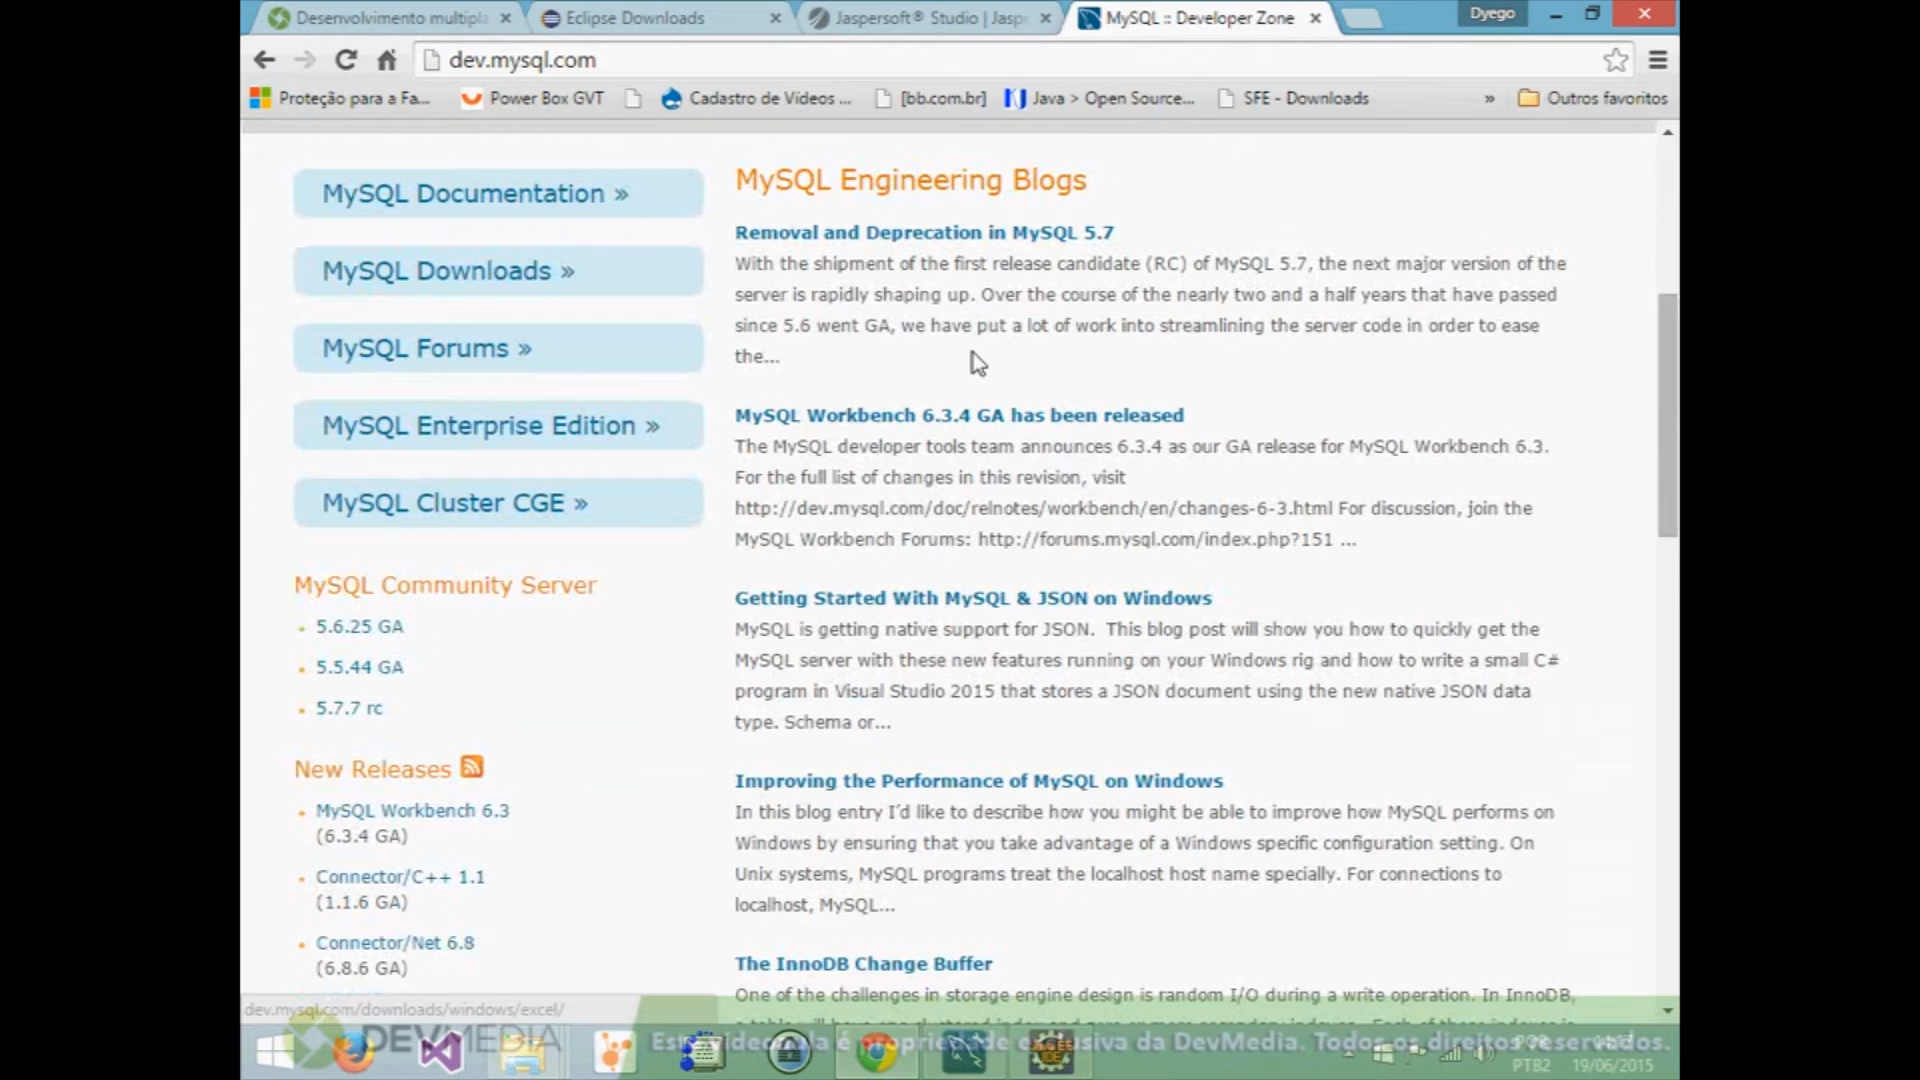 Desenvolvimento multipla
Eclipse Downloads
Jaspersoft® Studio | Jaspe
MySQL :: Developer Zone
Dyego
dev.mysql.com
Proteção para a Fa...
Power Box GVT
Cadastro de Vídeos ...
[bb.com.br]
Java > Open Source...
SFE - Downloads
»
Outros favoritos
MySQL Documentation »
MySQL Downloads »
MySQL Forums »
MySQL Enterprise Edition »
MySQL Cluster CGE »
MySQL Community Server
5.6.25 GA
5.5.44 GA
5.7.7 rc
New Releases
MySQL Workbench 6.3
(6.3.4 GA)
Connector/C++ 1.1
(1.1.6 GA)
Connector/Net 6.8
(6.8.6 GA)
MySQL Engineering Blogs
Removal and Deprecation in MySQL 5.7
With the shipment of the first release candidate (RC) of MySQL 5.7, the next major version of the
server is rapidly shaping up. Over the course of the nearly two and a half years that have passed
since 5.6 went GA, we have put a lot of work into streamlining the server code in order to ease
the...
MySQL Workbench 6.3.4 GA has been released
The MySQL developer tools team announces 6.3.4 as our GA release for MySQL Workbench 6.3.
For the full list of changes in this revision, visit
http://dev.mysql.com/doc/relnotes/workbench/en/changes-6-3.html For discussion, join the
MySQL Workbench Forums: http://forums.mysql.com/index.php?151 ...
Getting Started With MySQL & JSON on Windows
MySQL is getting native support for JSON.  This blog post will show you how to quickly get the
MySQL server with these new features running on your Windows rig and how to write a small C#
program in Visual Studio 2015 that stores a JSON document using the new native JSON data
type. Schema or...
Improving the Performance of MySQL on Windows
In this blog entry I'd like to describe how you might be able to improve how MySQL performs on
Windows by ensuring that you take advantage of a Windows specific configuration setting. On
Unix systems, MySQL programs treat the localhost host name specially. For connections to
localhost, MySQL...
The InnoDB Change Buffer
One of the challenges in storage engine design is random I/O during a write operation. In InnoDB,
dev.mysql.com/downloads/windows/excel/
DEVMEDIA
da DevMedia. Todos os direitos reservados.
PTB2
19/06/2015